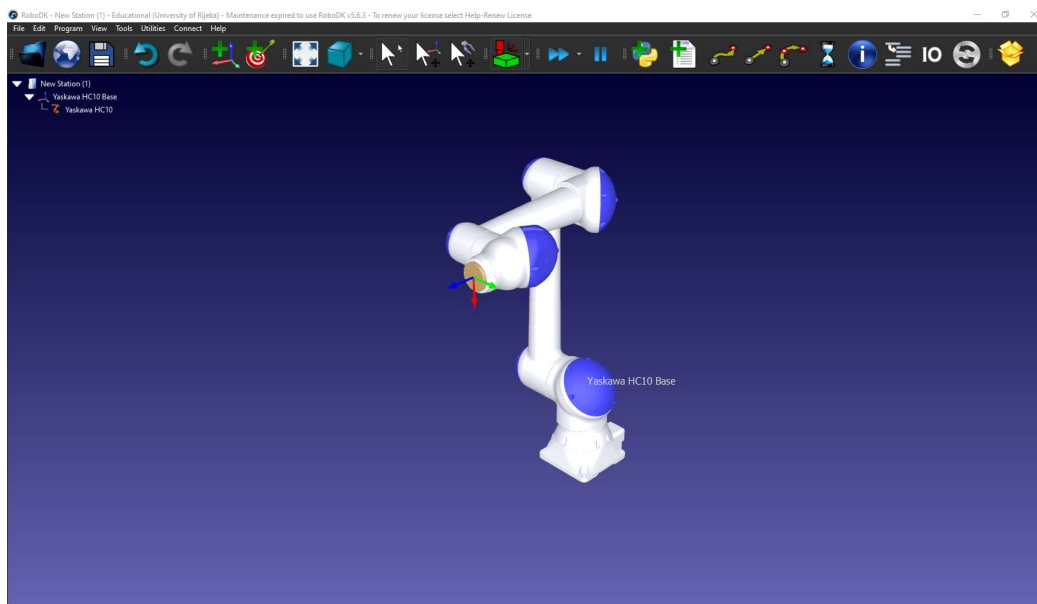 RoboDK - New Station (1) - Educational (University of Rijeka) - Maintenance expired to use RoboDK v5.6.3 - To renew your license select Help-Renew License
File Edit Program View Tools Utilities Connect Help
IO
New Station (1)
Yaskawa HC10 Base
Yaskawa HC10
Yaskawa HC10 Base